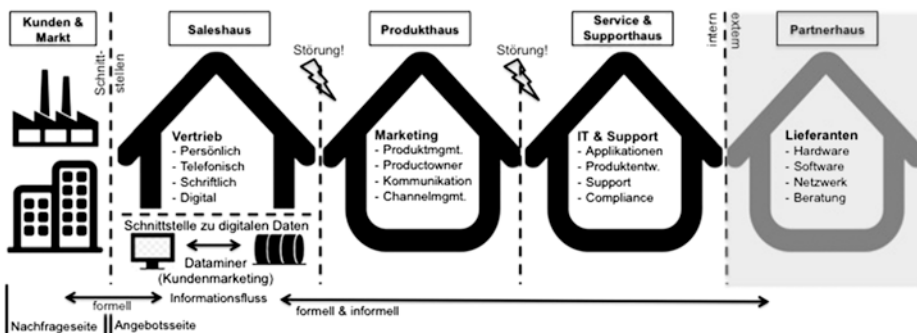 Kunden &
Markt
Schnitt-
stellen
Saleshaus
Störung!
Produkthaus
Störung!
Service &
Supporthaus
intern
extern
Partnerhaus
Vertrieb
- Persönlich
- Telefonisch
- Schriftlich
- Digital
Marketing
- Produktmgmt.
- Productowner
- Kommunikation
- Channelmgmt.
IT & Support
- Applikationen
- Produktentw.
- Support
- Compliance
Lieferanten
- Hardware
- Software
- Netzwerk
- Beratung
Schnittstelle zu digitalen Daten
Dataminer
(Kundenmarketing)
formell
Informationsfluss
formell & informell
Nachfrageseite
Angebotsseite